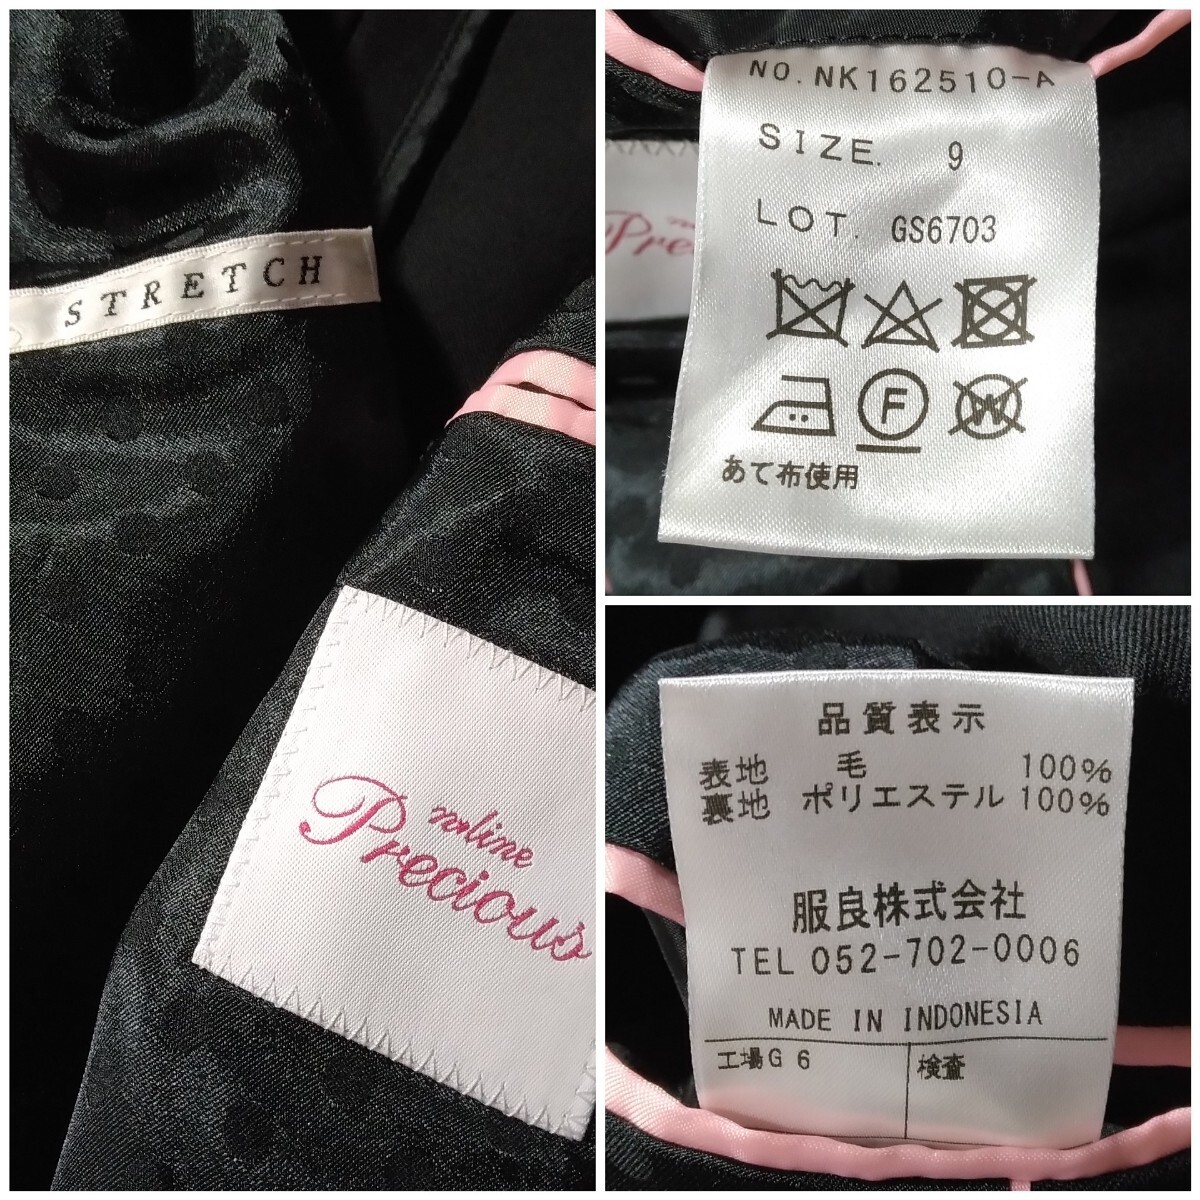 STRETCH
n•line
Precious
NO.NK162510-A
SIZE. 9
LOT. GS6703
F
W
あて布使用
品質表示
表地 毛 100%
裏地 ポリエステル 100%
服良株式会社
TEL 052-702-0006
MADE IN INDONESIA
工場G 6
検査